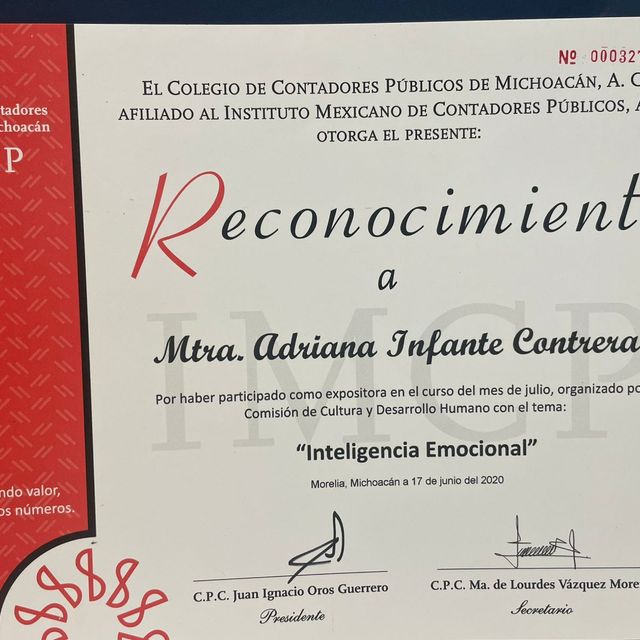 Nº 000327
EL COLEGIO DE CONTADORES PÚBLICOS DE MICHOACÁN, A. C
AFILIADO AL INSTITUTO MEXICANO DE CONTADORES PÚBLICOS, A
OTORGA EL PRESENTE:
tadores
choacán
P
Reconocimient
a
IMCP
Mtra. Adriana Infante Contrera
Por haber participado como expositora en el curso del mes de julio, organizado po
Comisión de Cultura y Desarrollo Humano con el tema:
“Inteligencia Emocional”
Morelia, Michoacán a 17 de junio del 2020
ndo valor,
os números.
C.P.C. Juan Ignacio Oros Guerrero
Presidente
C.P.C. Ma. de Lourdes Vázquez More
Secretario